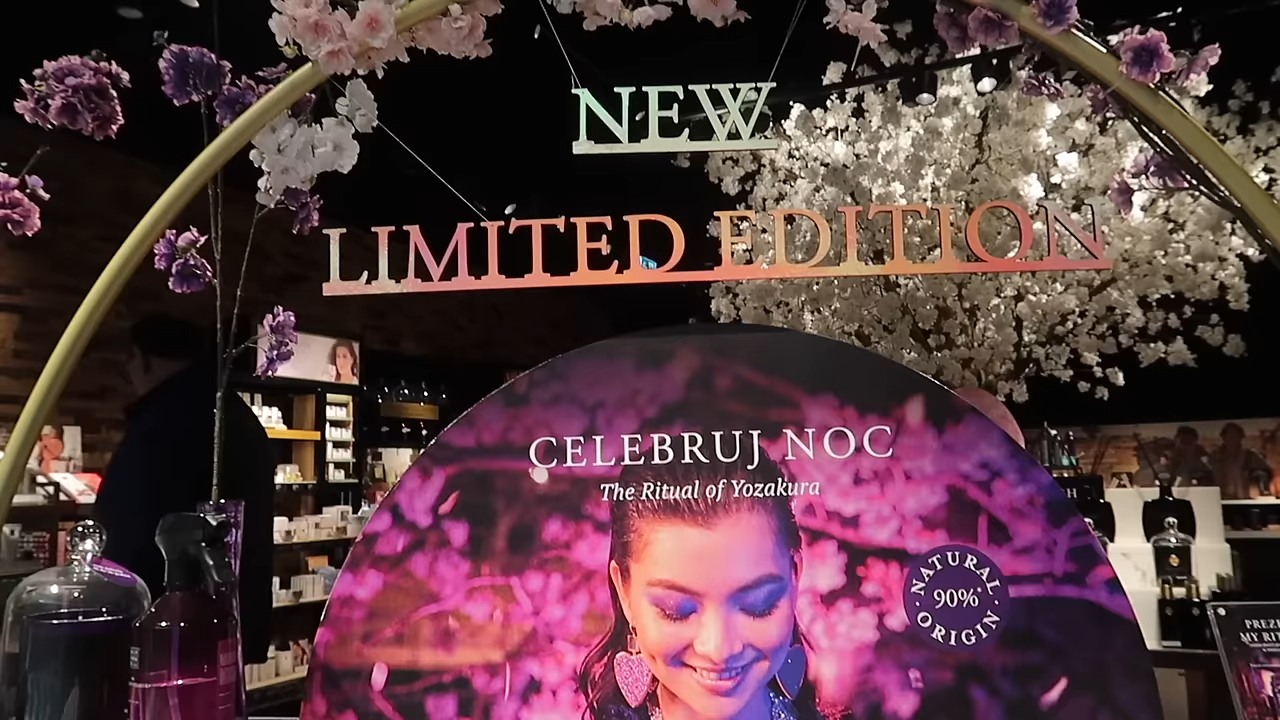 NEW
LIMITED EDITION
CELEBRUJ NOC
The Ritual of Yozakura
NATURAL
90%*
ORIGIN